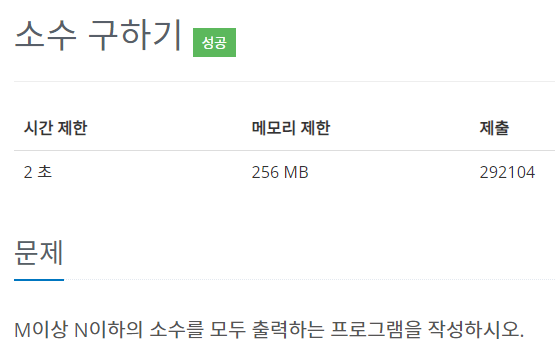 소수 구하기 성공
시간 제한 메모리 제한 제출
2 초 256 MB 292104
문제
M이상 N이하의 소수를 모두 출력하는 프로그램을 작성하시오.